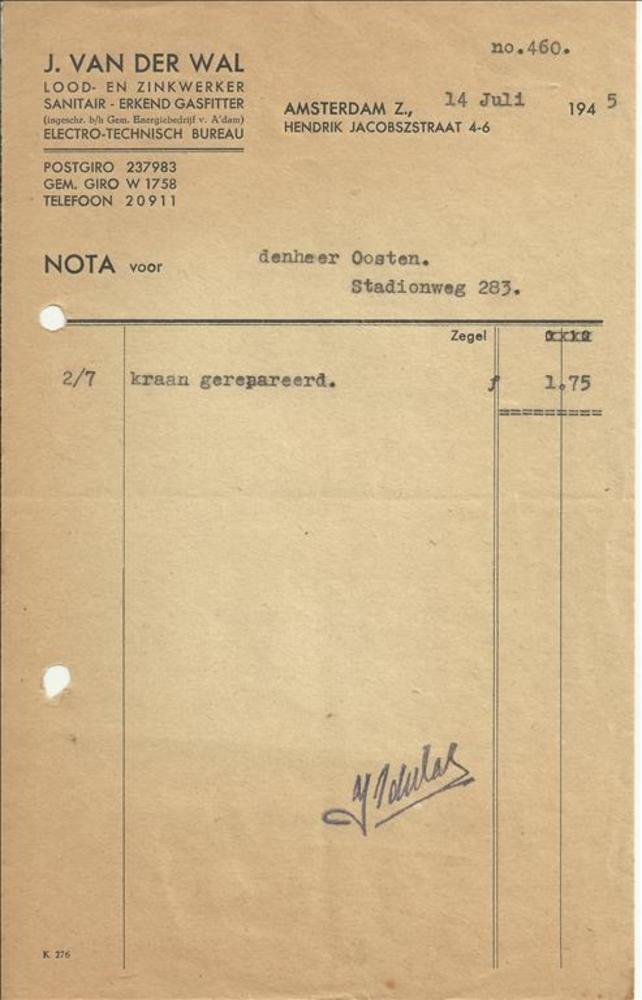 no.460.
J. VAN DER WAL
LOOD- EN ZINKWERKER
SANITAIR - ERKEND GASFITTER
(ingeschr. b/h Gem. Energiebedrijf v. A'dam)
ELECTRO-TECHNISCH BUREAU
AMSTERDAM Z., 14 Juli 194 5
HENDRIK JACOBSZSTRAAT 4-6
POSTGIRO 237983
GEM. GIRO W 1758
TELEFOON 20911
NOTA voor denheer Oosten.
Stadionweg 283.
Zegel
2/7 kraan gerepareerd. f 1,75
==========
K 276